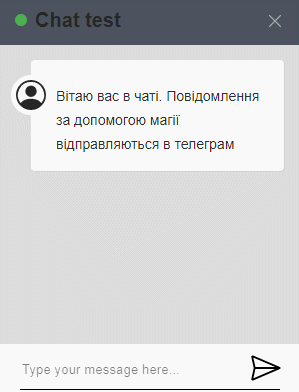 Chat test
Вітаю вас в чаті. Повідомлення
за допомогою магії
відправляються в телеграм
Type your message here...